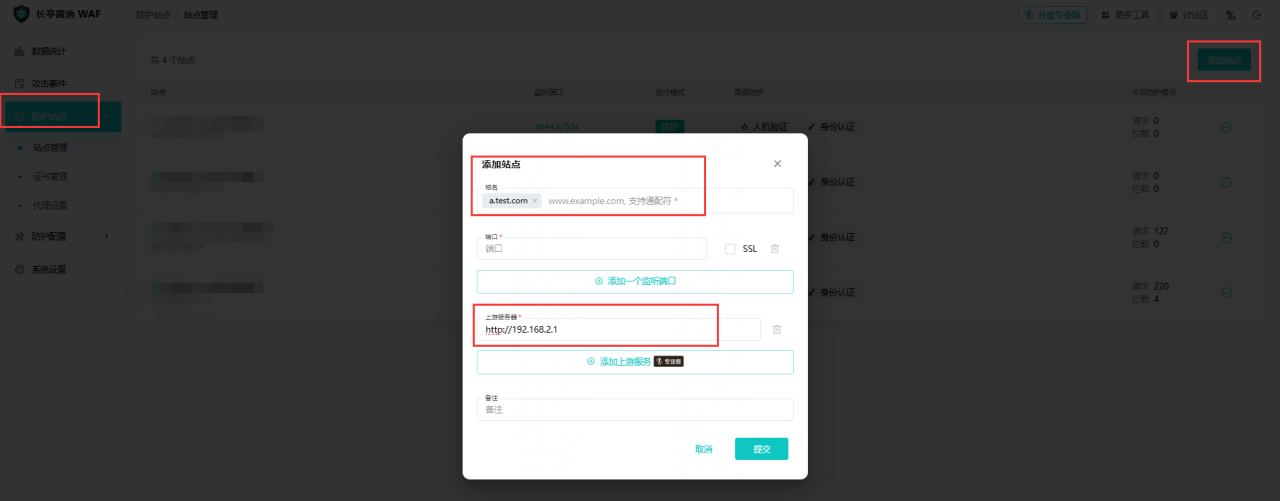 长亭雷池 WAF
防护站点 / 站点管理
升级专业版
更多工具
讨论区
数据统计
攻击事件
防护站点
站点管理
证书管理
代理设置
防护配置
系统设置
共 4 个站点
添加站点
站点 监听端口 运行模式 高级防护 今日防护情况
28443/SSL 防护 人机验证 身份认证 请求 0
拦截 0
身份认证 请求 0
拦截 0
身份认证 请求 127
拦截 0
身份认证 请求 220
拦截 4
添加站点
域名
a.test.com × www.example.com, 支持通配符 *
端口 *
端口 SSL
添加一个监听端口
上游服务器 *
http://192.168.2.1
添加上游服务 专业版
备注
备注
取消 提交